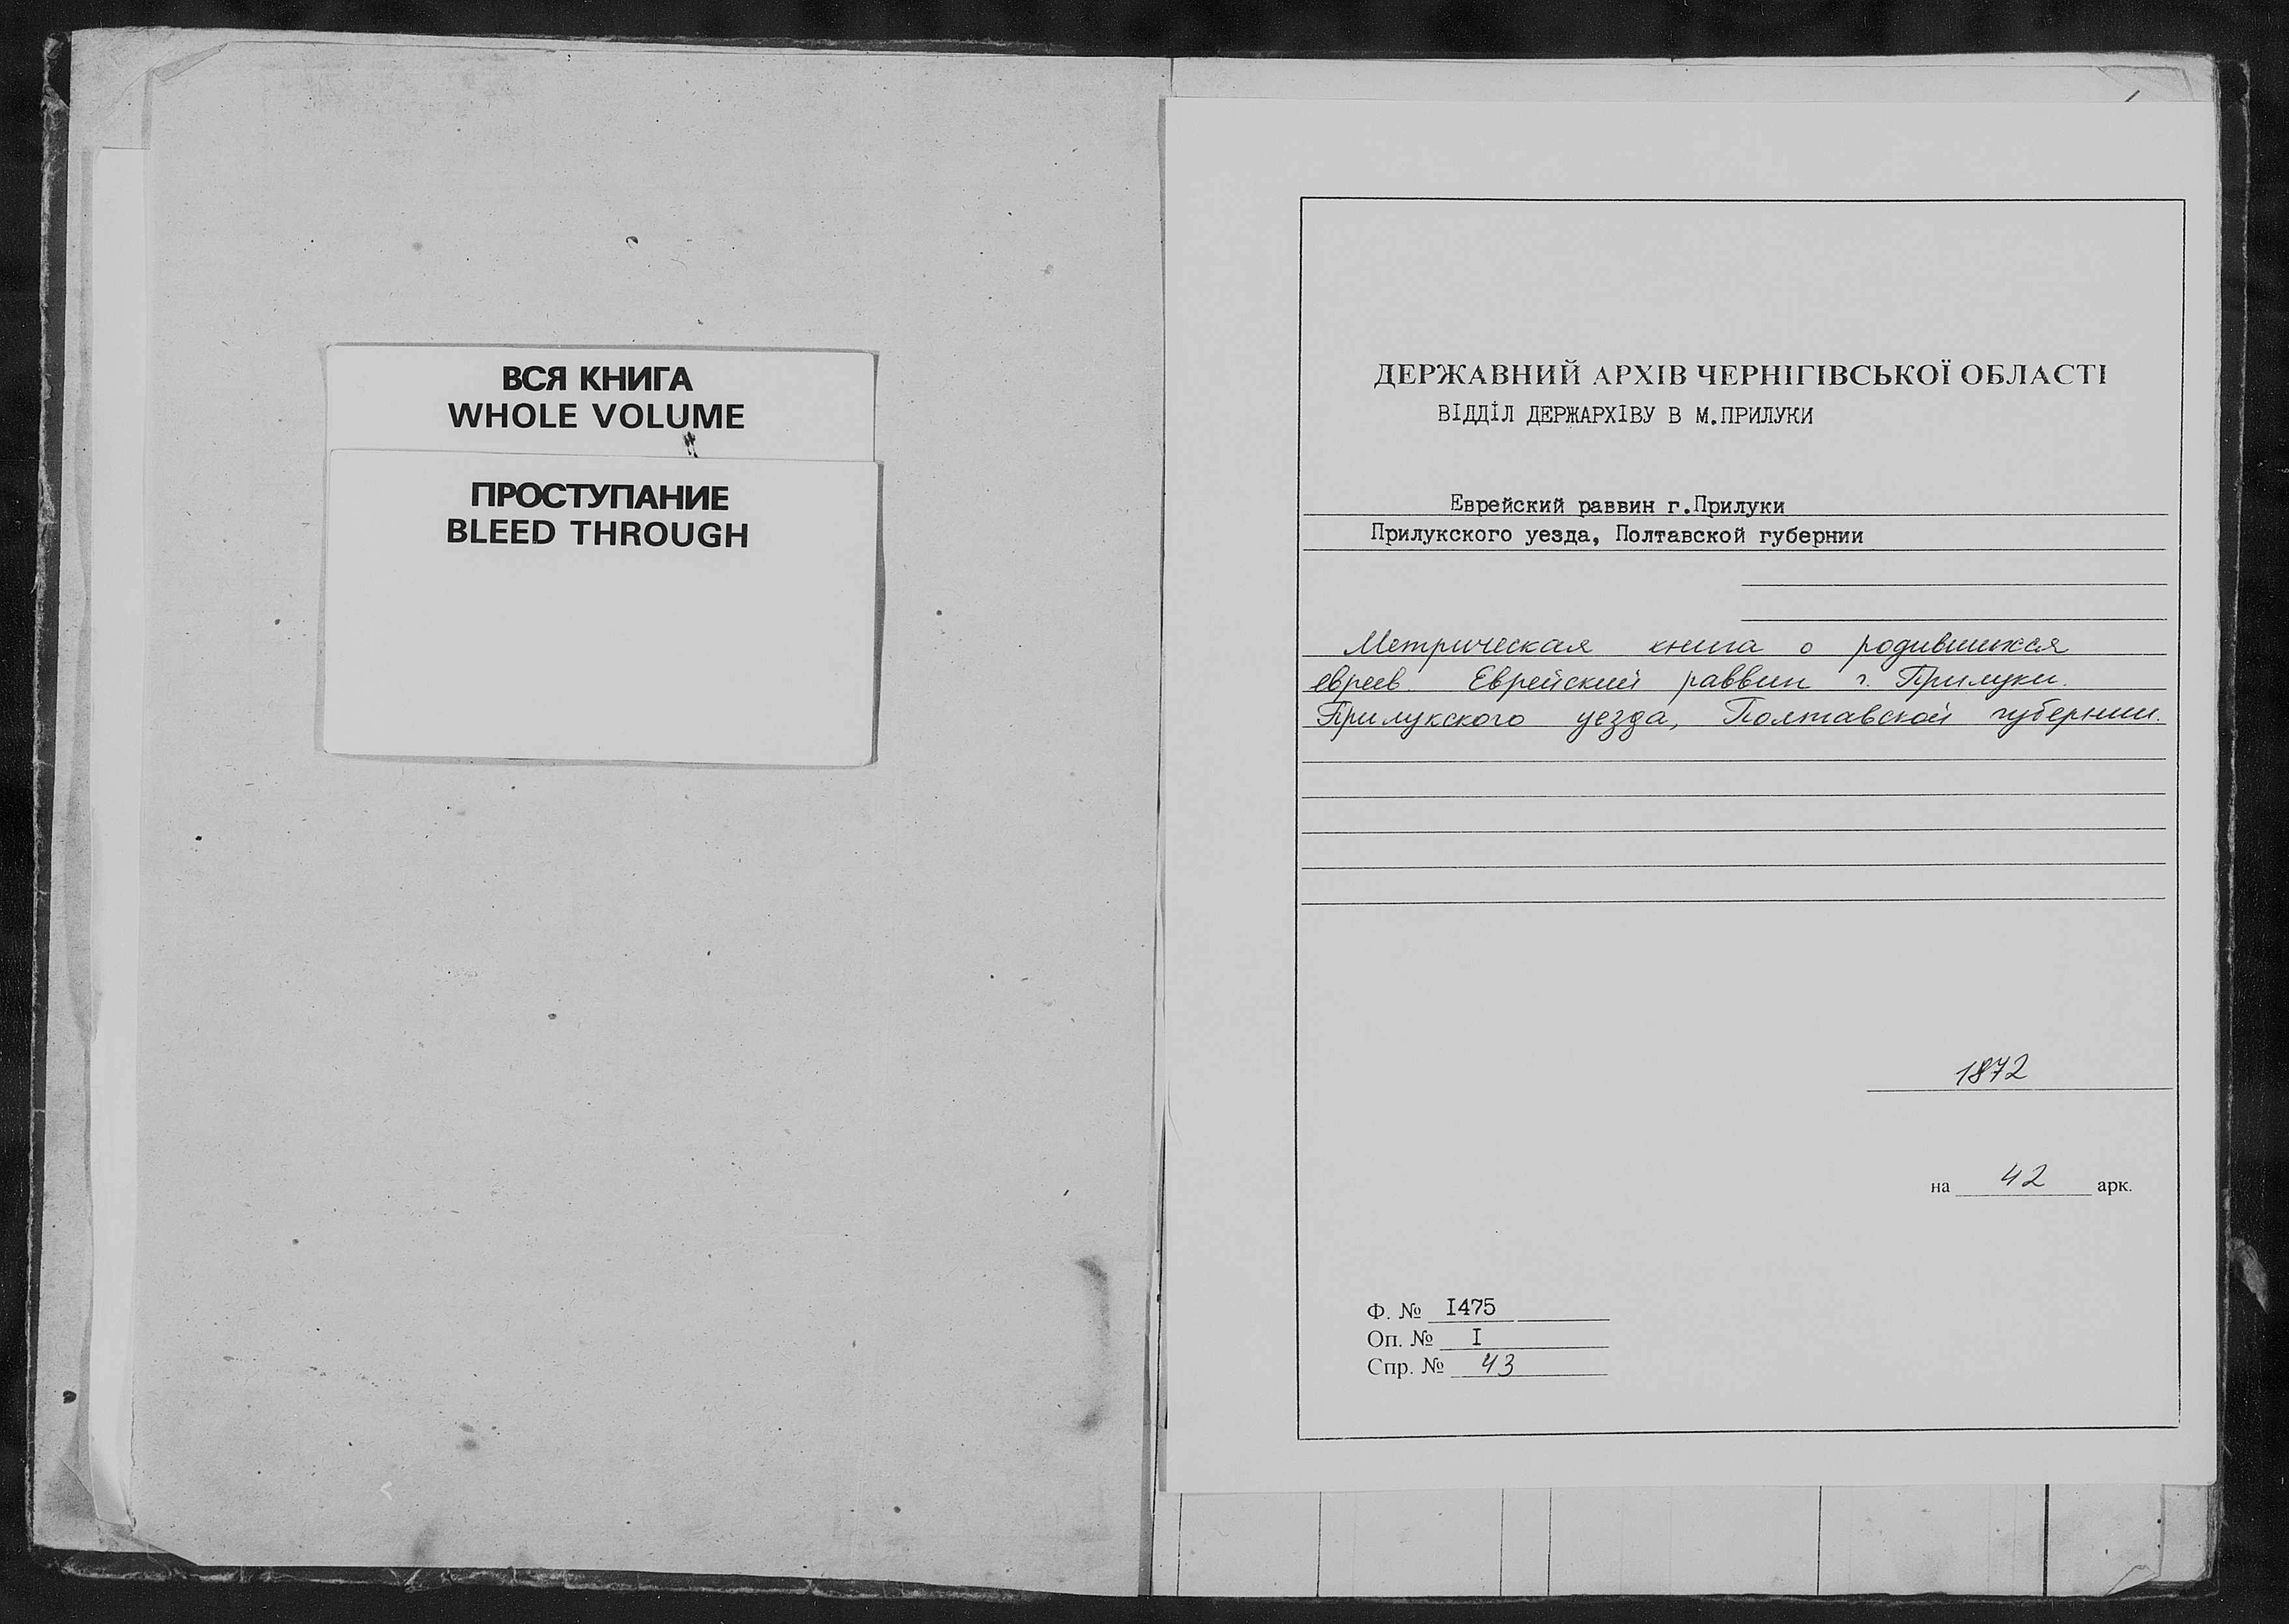 ВСЯ КНИГА
WHOLE VOLUME
ПРОСТУПАНИЕ
BLEED THROUGH
ДЕРЖАВНИЙ АРХІВ ЧЕРНІГІВСЬКОЇ ОБЛАСТІ
ВІДДІЛ ДЕРЖАРХІВУ В М.ПРИЛУКИ
Еврейский раввин г.Прилуки
Прилукского уезда, Полтавской губернии
Метрическая книга о родившихся
евреев. Еврейский раввин г. Прилуки.
Прилукского уезда, Полтавской губернии.
1872
на 42 арк.
Ф. № I475
Оп. № I
Спр. № 43